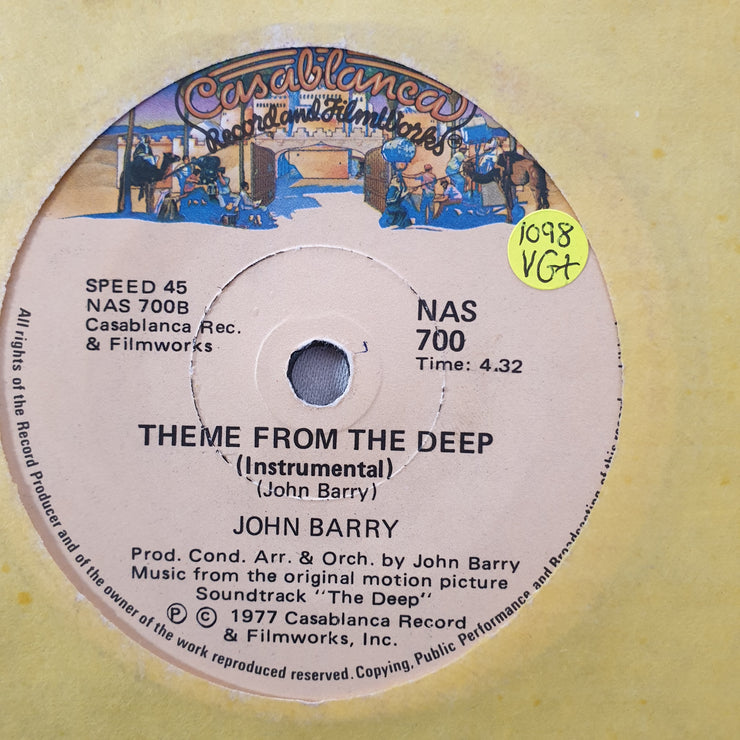 Casablanca
Record and FilmWorks
1098
VG+
SPEED 45
NAS 700B
Casablanca Rec.
& Filmworks
NAS
700
Time: 4.32
THEME FROM THE DEEP
(Instrumental)
(John Barry)
JOHN BARRY
Prod. Cond. Arr. & Orch. by John Barry
Music from the original motion picture
Soundtrack "The Deep"
Ⓟ © 1977 Casablanca Record
& Filmworks, Inc.
All rights of the Record Producer and of the owner of the work reproduced reserved. Copying, Public Performance and Broadcasting of this